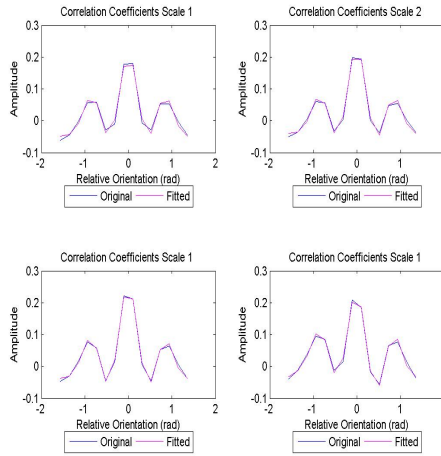 Correlation Coefficients Scale 1
Amplitude
0.3
0.2
0.1
0
-0.1
-2 -1 0 1 2
Relative Orientation (rad)
Original Fitted
Correlation Coefficients Scale 2
Amplitude
0.3
0.2
0.1
0
-0.1
-2 -1 0 1
Relative Orientation (rad)
Original Fitted
Correlation Coefficients Scale 1
Amplitude
0.3
0.2
0.1
0
-0.1
-2 -1 0 1 2
Relative Orientation (rad)
Original Fitted
Correlation Coefficients Scale 1
Amplitude
0.3
0.2
0.1
0
-0.1
-2 -1 0 1
Relative Orientation (rad)
Original Fitted